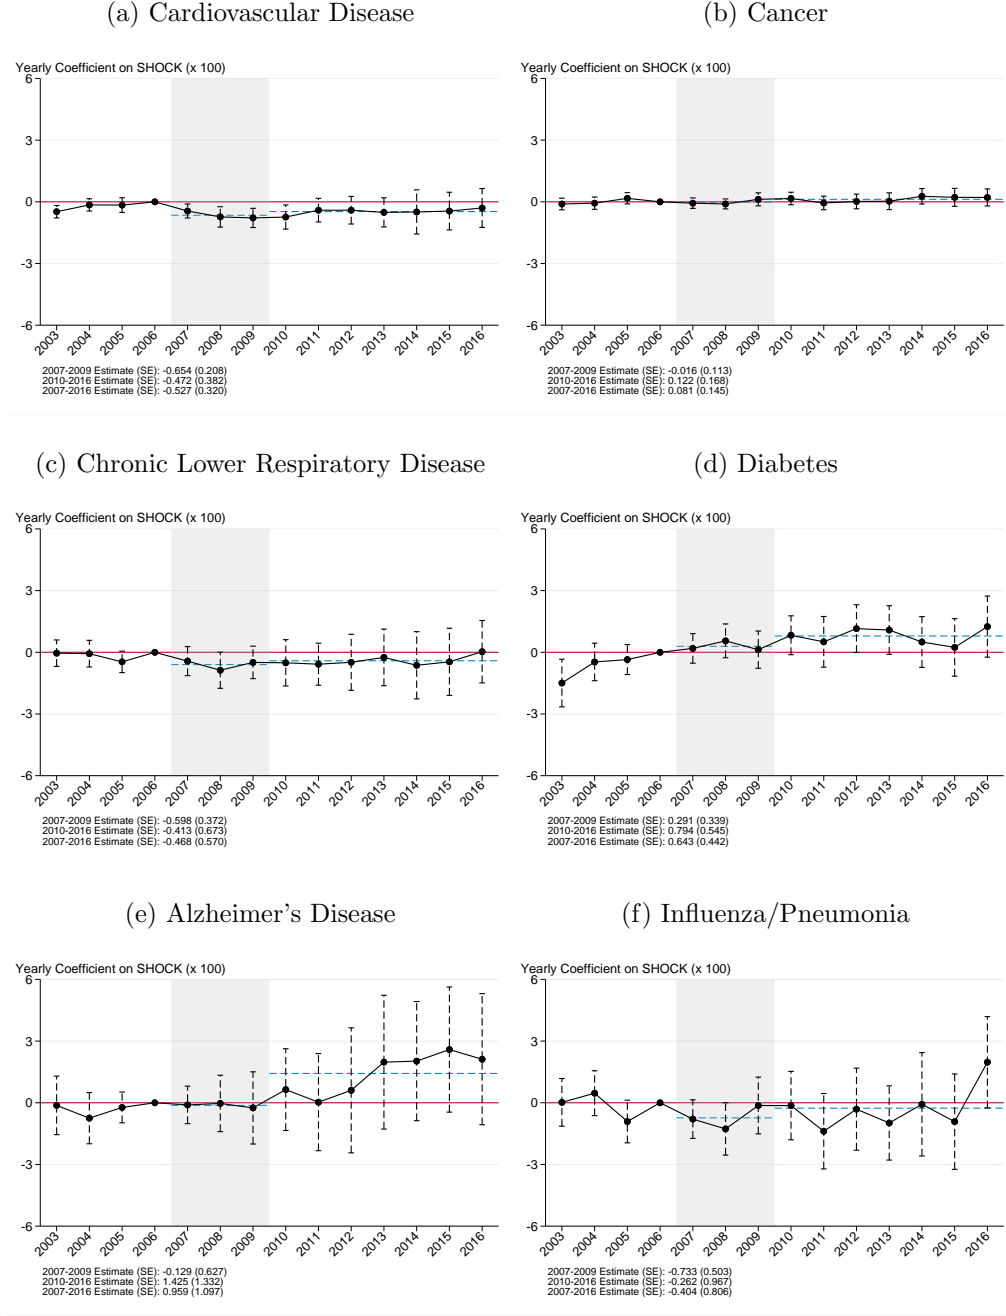 (a) Cardiovascular Disease
Yearly Coefficient on SHOCK (x 100)
6
3
0
-3
-6
2003 2004 2005 2006 2007 2008 2009 2010 2011 2012 2013 2014 2015 2016
2007-2009 Estimate (SE): -0.654 (0.208)
2010-2016 Estimate (SE): -0.472 (0.382)
2007-2016 Estimate (SE): -0.527 (0.320)
(b) Cancer
Yearly Coefficient on SHOCK (x 100)
6
3
0
-3
-6
2003 2004 2005 2006 2007 2008 2009 2010 2011 2012 2013 2014 2015 2016
2007-2009 Estimate (SE): -0.016 (0.113)
2010-2016 Estimate (SE): 0.122 (0.168)
2007-2016 Estimate (SE): 0.081 (0.145)
(c) Chronic Lower Respiratory Disease
Yearly Coefficient on SHOCK (x 100)
6
3
0
-3
-6
2003 2004 2005 2006 2007 2008 2009 2010 2011 2012 2013 2014 2015 2016
2007-2009 Estimate (SE): -0.598 (0.372)
2010-2016 Estimate (SE): -0.413 (0.673)
2007-2016 Estimate (SE): -0.468 (0.570)
(d) Diabetes
Yearly Coefficient on SHOCK (x 100)
6
3
0
-3
-6
2003 2004 2005 2006 2007 2008 2009 2010 2011 2012 2013 2014 2015 2016
2007-2009 Estimate (SE): 0.291 (0.339)
2010-2016 Estimate (SE): 0.794 (0.545)
2007-2016 Estimate (SE): 0.643 (0.442)
(e) Alzheimer's Disease
Yearly Coefficient on SHOCK (x 100)
6
3
0
-3
-6
2003 2004 2005 2006 2007 2008 2009 2010 2011 2012 2013 2014 2015 2016
2007-2009 Estimate (SE): -0.129 (0.627)
2010-2016 Estimate (SE): 1.425 (1.332)
2007-2016 Estimate (SE): 0.959 (1.097)
(f) Influenza/Pneumonia
Yearly Coefficient on SHOCK (x 100)
6
3
0
-3
-6
2003 2004 2005 2006 2007 2008 2009 2010 2011 2012 2013 2014 2015 2016
2007-2009 Estimate (SE): -0.733 (0.503)
2010-2016 Estimate (SE): -0.262 (0.967)
2007-2016 Estimate (SE): -0.404 (0.806)